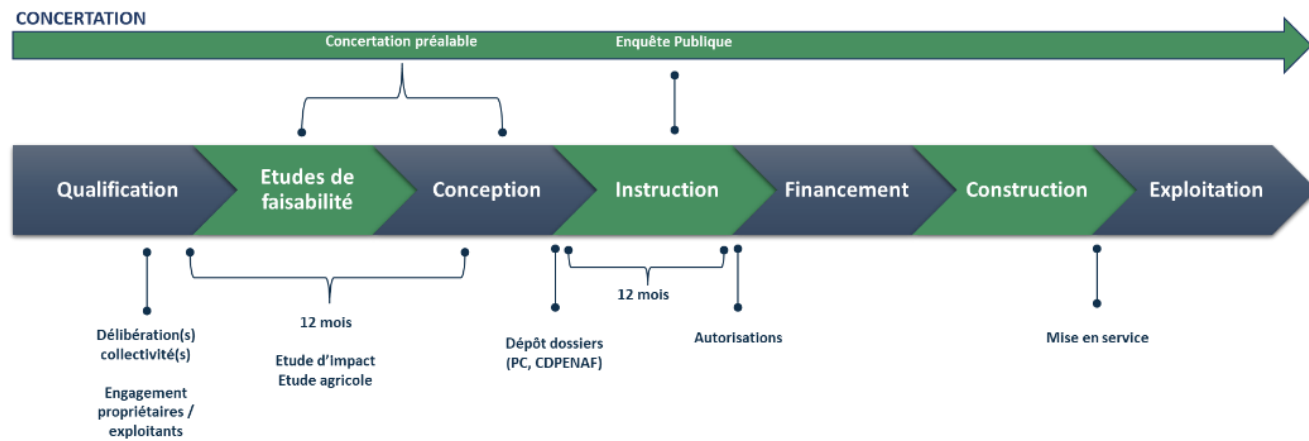 CONCERTATION
Concertation préalable
Enquête Publique
Qualification
Etudes de
faisabilité
Conception
Instruction
Financement
Construction
Exploitation
Délibération(s)
collectivité(s)
Engagement
propriétaires /
exploitants
12 mois
Etude d'impact
Etude agricole
Dépôt dossiers
(PC, CDPENAF)
12 mois
Autorisations
Mise en service